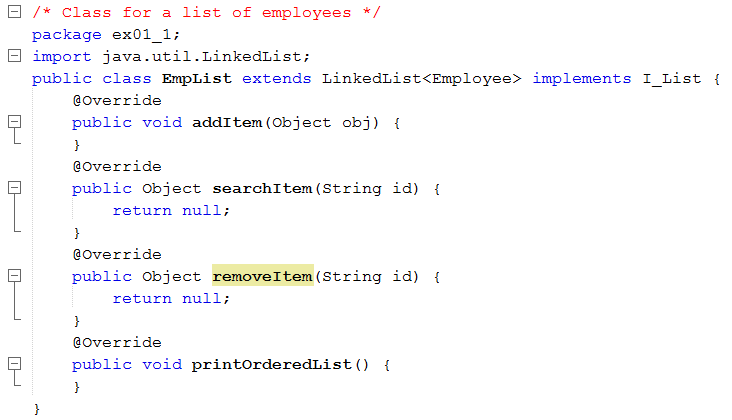 /* Class for a list of employees */
package ex01_1;
import java.util.LinkedList;
public class EmpList extends LinkedList<Employee> implements I_List {
    @Override
    public void addItem(Object obj) {
    }
    @Override
    public Object searchItem(String id) {
        return null;
    }
    @Override
    public Object removeItem(String id) {
        return null;
    }
    @Override
    public void printOrderedList() {
    }
}